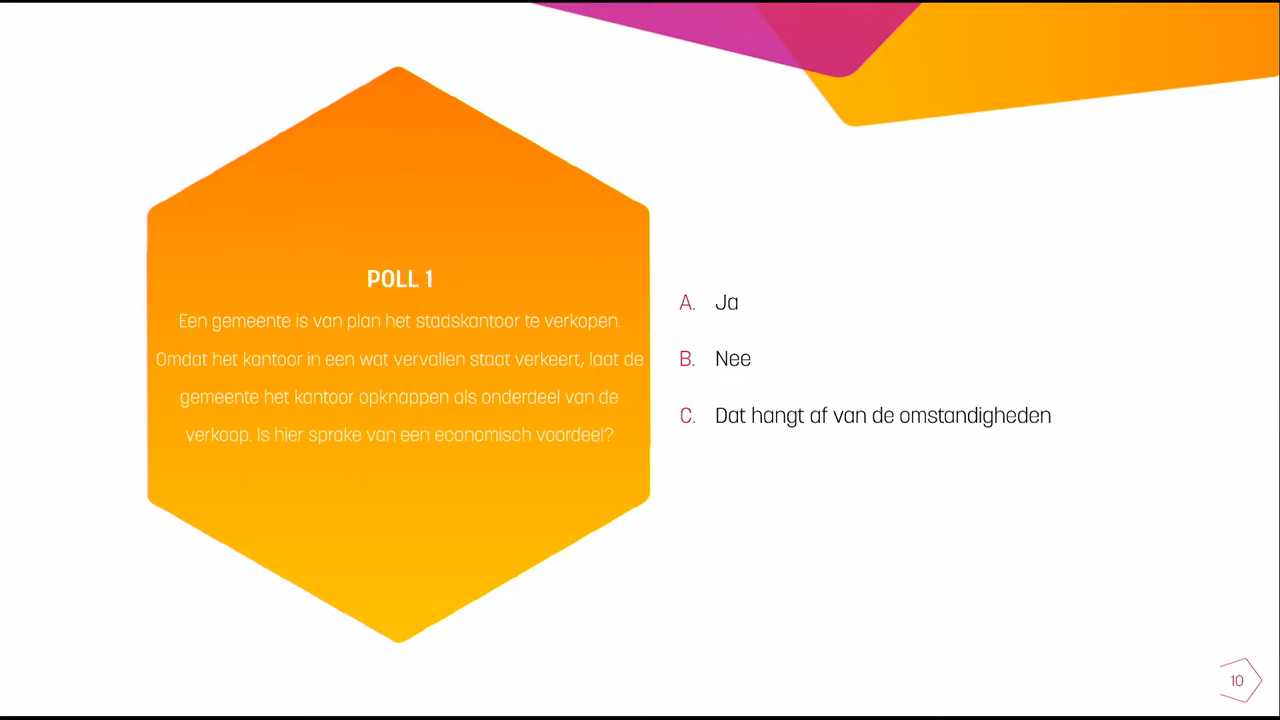 POLL 1
Een gemeente is van plan het stadskantoor te verkopen.
Omdat het kantoor in een wat vervallen staat verkeert, laat de
gemeente het kantoor opknappen als onderdeel van de
verkoop. Is hier sprake van een economisch voordeel?
A. Ja
B. Nee
C. Dat hangt af van de omstandigheden
10